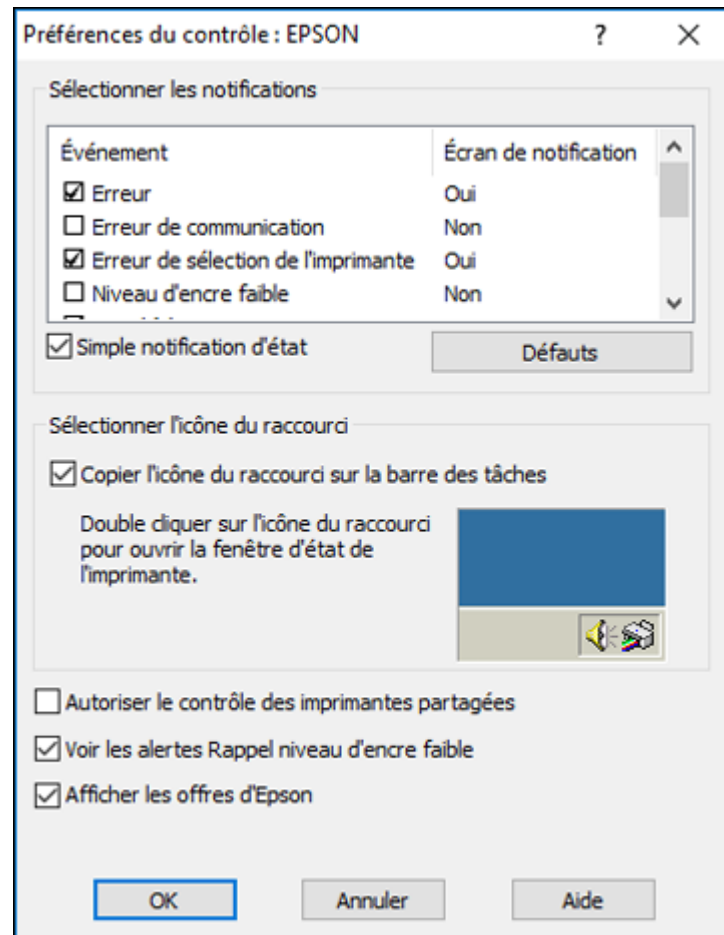 Préférences du contrôle : EPSON
Sélectionner les notifications
Événement Écran de notification
Erreur Oui
Erreur de communication Non
Erreur de sélection de l'imprimante Oui
Niveau d'encre faible Non
Simple notification d'état
Défauts
Sélectionner l'icône du raccourci
Copier l'icône du raccourci sur la barre des tâches
Double cliquer sur l'icône du raccourci
pour ouvrir la fenêtre d'état de
l'imprimante.
Autoriser le contrôle des imprimantes partagées
Voir les alertes Rappel niveau d'encre faible
Afficher les offres d'Epson
OK Annuler Aide